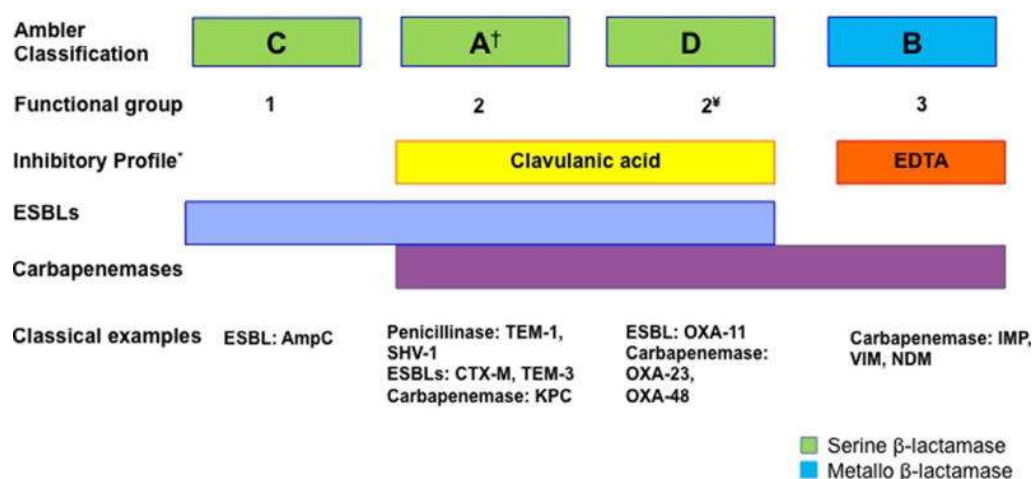 Ambler
Classification
C
A†
D
B
Functional group
1
2
2¥
3
Inhibitory Profile*
Clavulanic acid
EDTA
ESBLs
Carbapenemases
Classical examples
ESBL: AmpC
Penicillinase: TEM-1,
SHV-1
ESBLs: CTX-M, TEM-3
Carbapenemase: KPC
ESBL: OXA-11
Carbapenemase:
OXA-23,
OXA-48
Carbapenemase: IMP,
VIM, NDM
Serine β-lactamase
Metallo β-lactamase